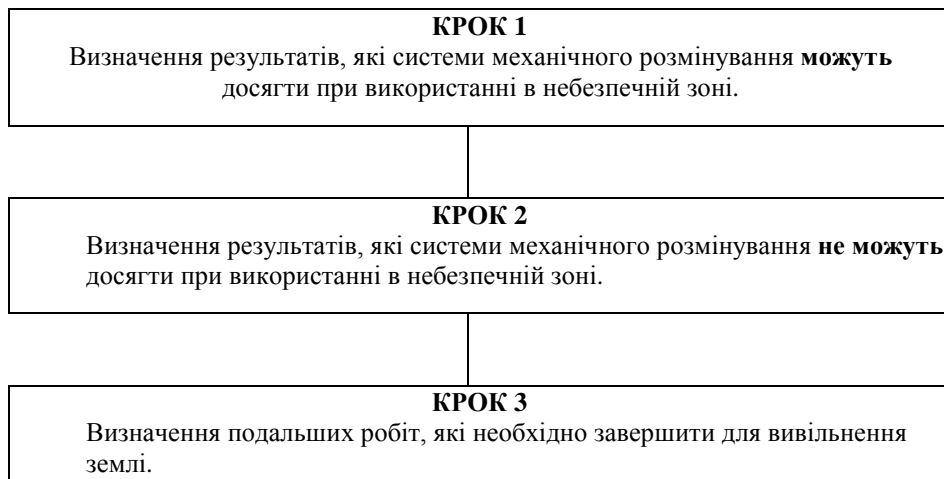 КРОК 1
Визначення результатів, які системи механічного розмінування можуть
досягти при використанні в небезпечній зоні.
КРОК 2
Визначення результатів, які системи механічного розмінування не можуть
досягти при використанні в небезпечній зоні.
КРОК 3
Визначення подальших робіт, які необхідно завершити для вивільнення
землі.